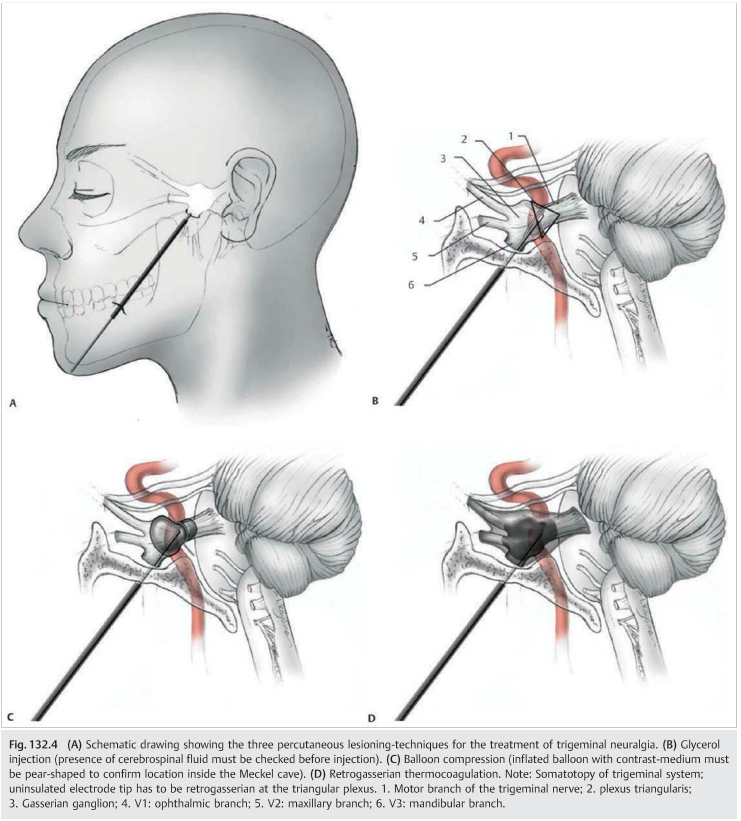 1
2
3
4
5
6
A
B
C
D
Fig. 132.4 (A) Schematic drawing showing the three percutaneous lesioning-techniques for the treatment of trigeminal neuralgia. (B) Glycerol
injection (presence of cerebrospinal fluid must be checked before injection). (C) Balloon compression (inflated balloon with contrast-medium must
be pear-shaped to confirm location inside the Meckel cave). (D) Retrogasserian thermocoagulation. Note: Somatotopy of trigeminal system;
uninsulated electrode tip has to be retrogasserian at the triangular plexus. 1. Motor branch of the trigeminal nerve; 2. plexus triangularis;
3. Gasserian ganglion; 4. V1: ophthalmic branch; 5. V2: maxillary branch; 6. V3: mandibular branch.